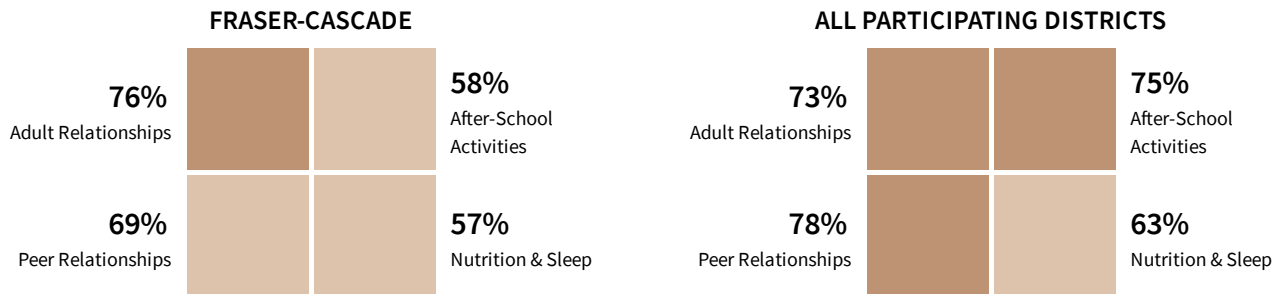 FRASER-CASCADE
76%
Adult Relationships
58%
After-School
Activities
69%
Peer Relationships
57%
Nutrition & Sleep
ALL PARTICIPATING DISTRICTS
73%
Adult Relationships
75%
After-School
Activities
78%
Peer Relationships
63%
Nutrition & Sleep